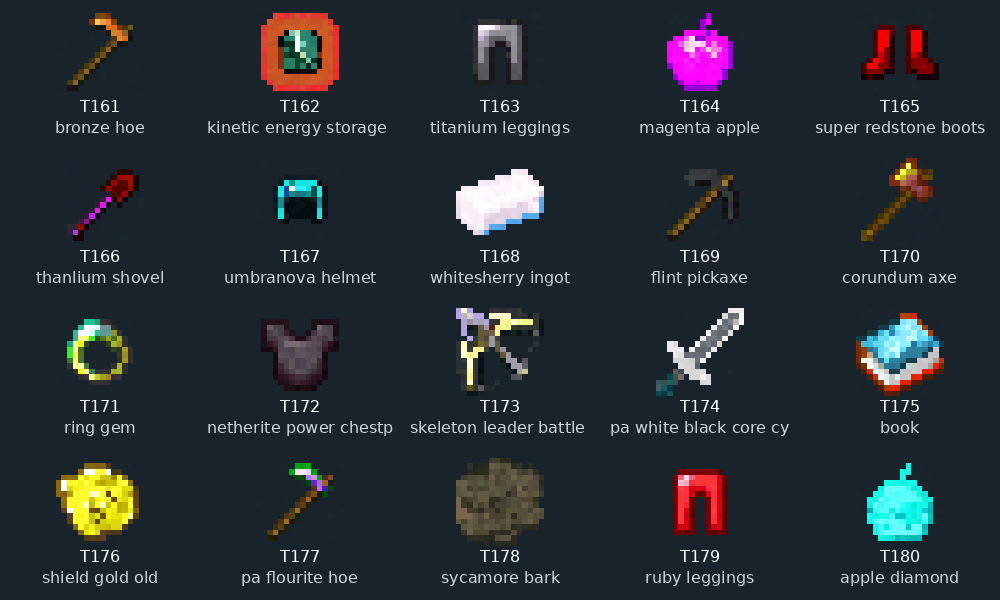 T161 T162 T163 T164 T165
bronze hoe kinetic energy storage titanium leggings magenta apple super redstone boots
T166 T167 T168 T169 T170
thanlium shovel umbranova helmet whitesherry ingot flint pickaxe corundum axe
T171 T172 T173 T174 T175
ring gem netherite power chestp skeleton leader battle pa white black core cy book
T176 T177 T178 T179 T180
shield gold old pa flourite hoe sycamore bark ruby leggings apple diamond